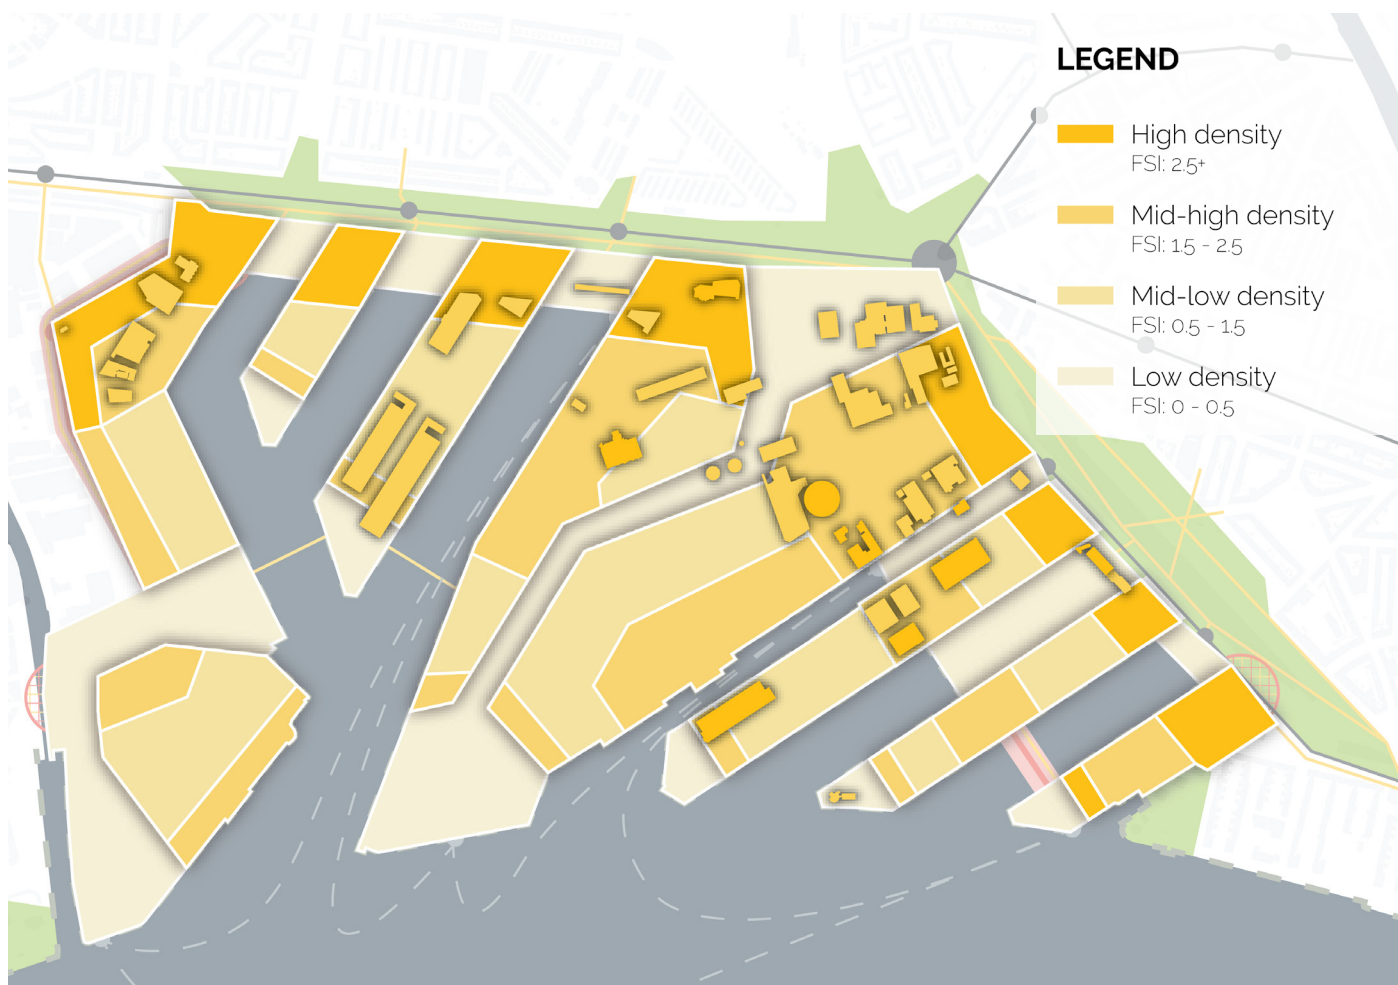 LEGEND
High density
FSI: 2.5+
Mid-high density
FSI: 1.5 - 2.5
Mid-low density
FSI: 0.5 - 1.5
Low density
FSI: 0 - 0.5